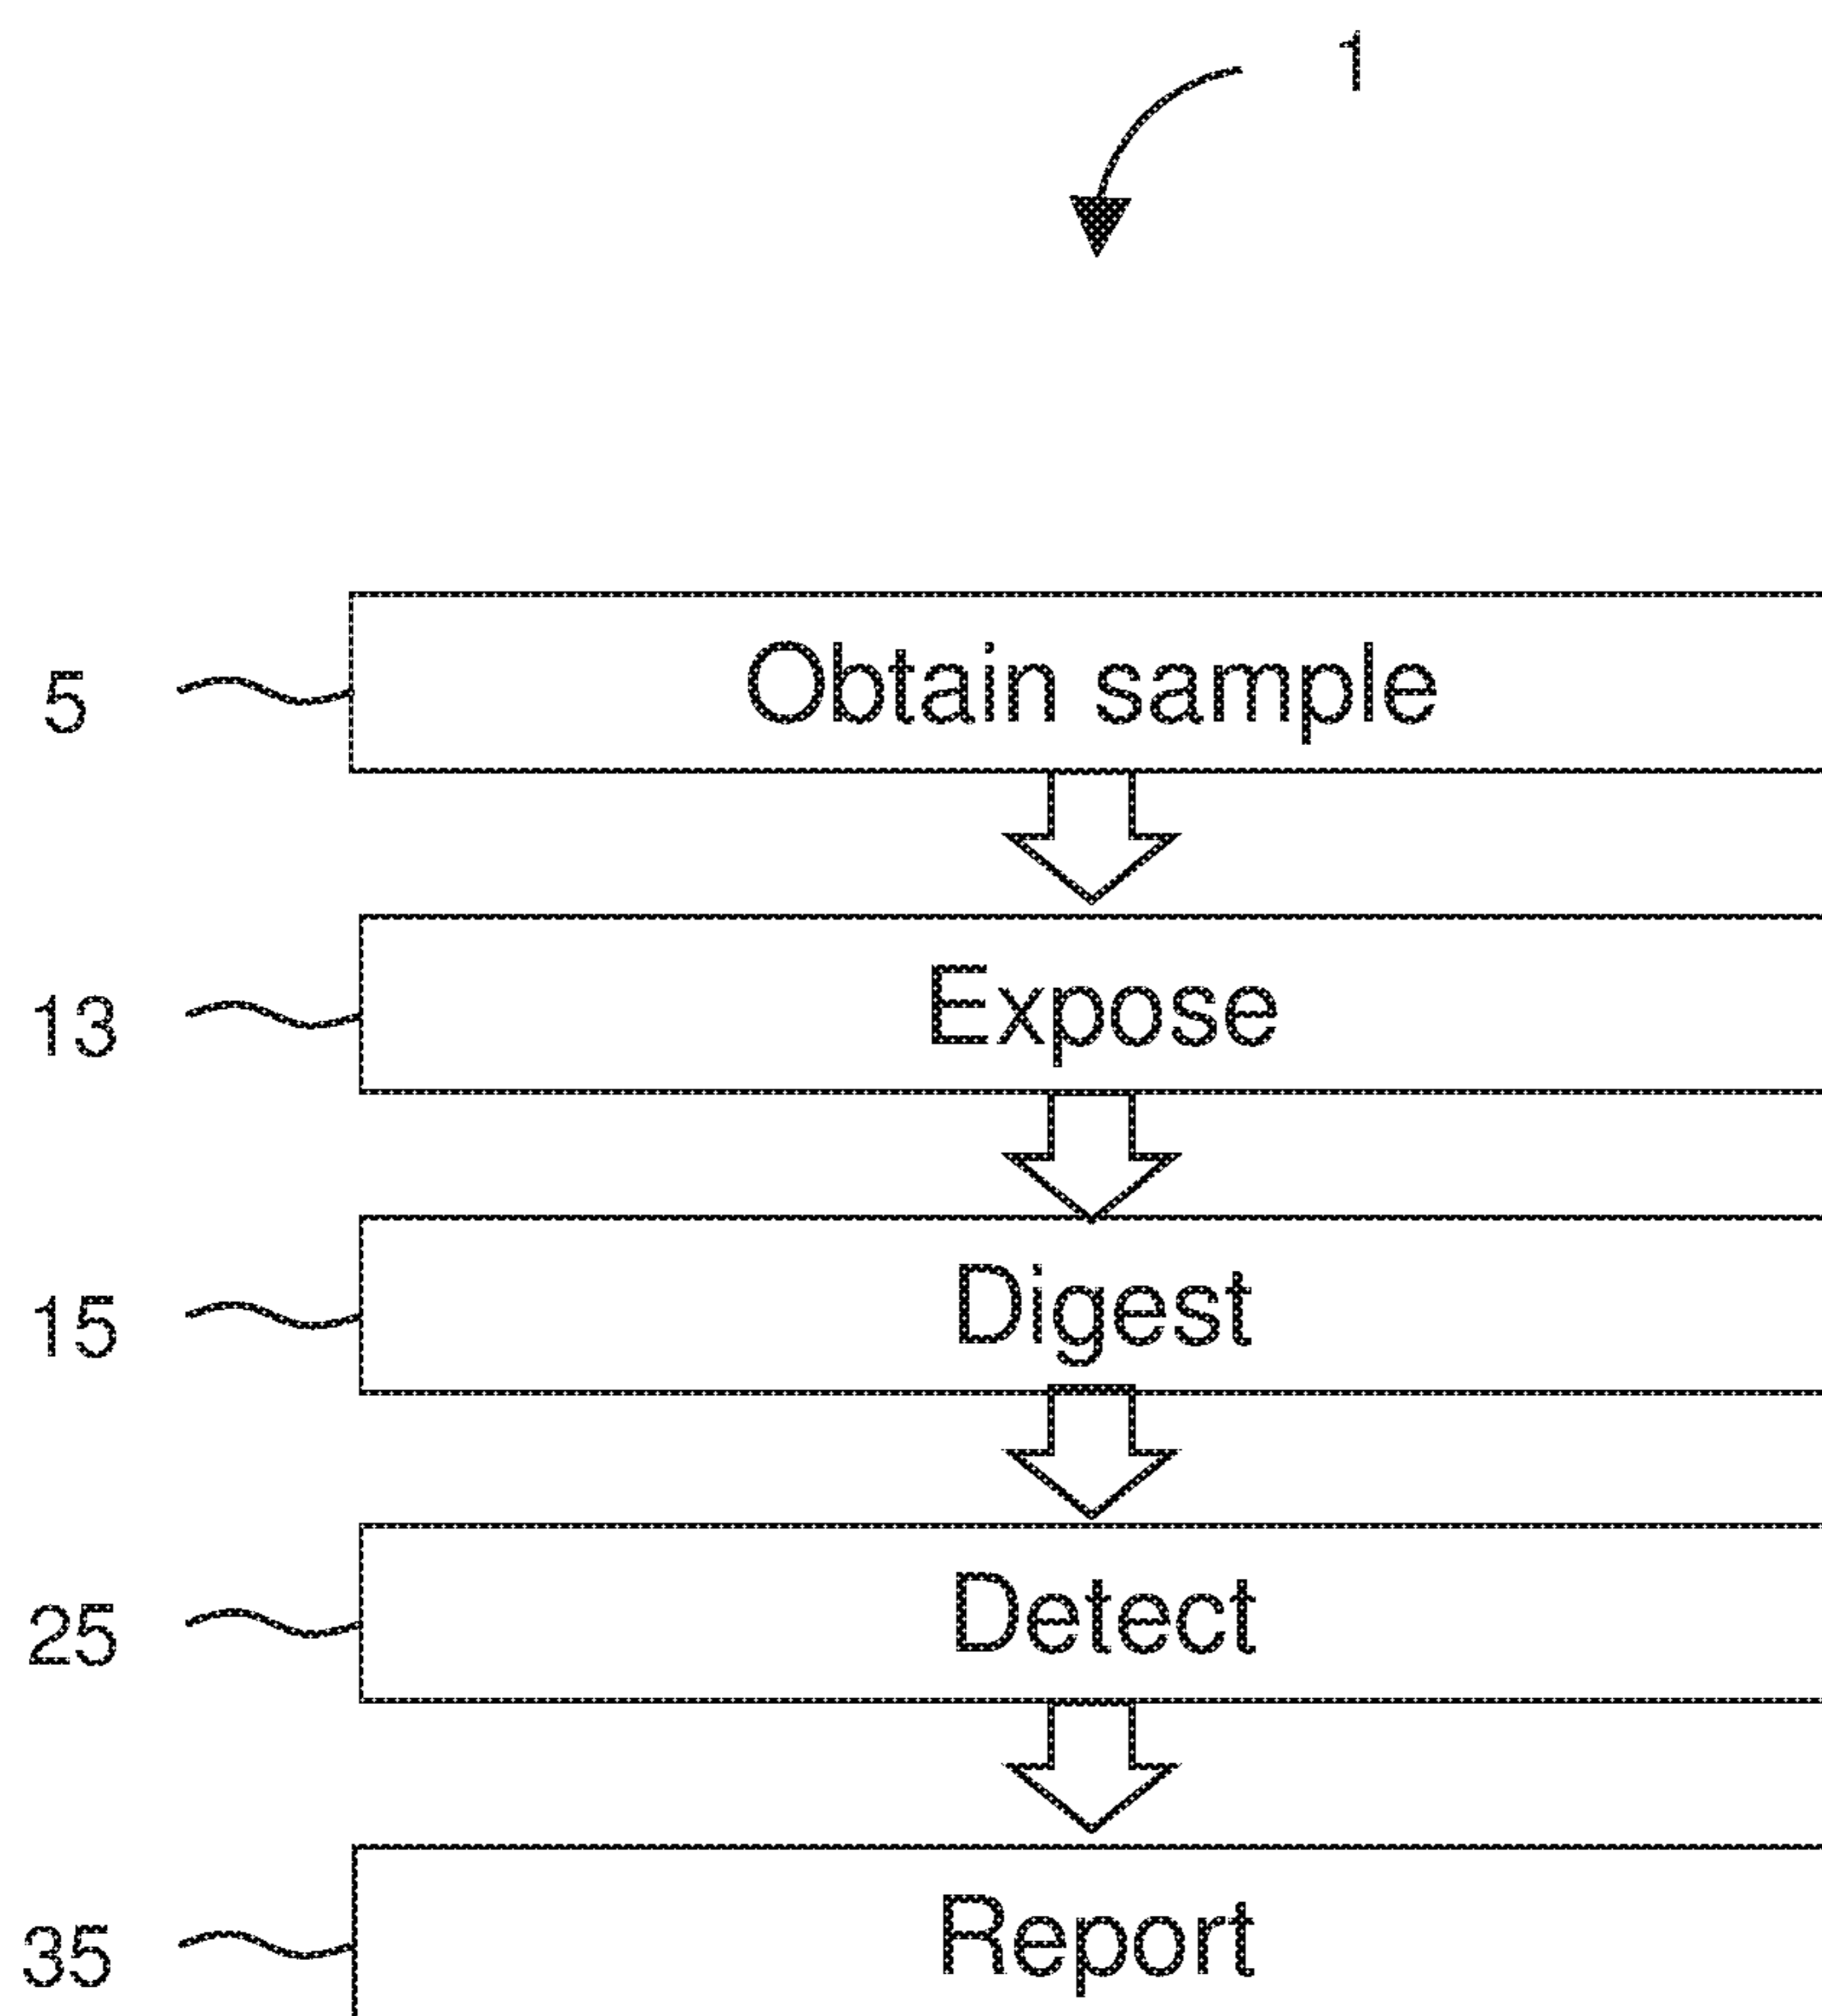 1
5 Obtain sample
13 Expose
15 Digest
25 Detect
35 Report